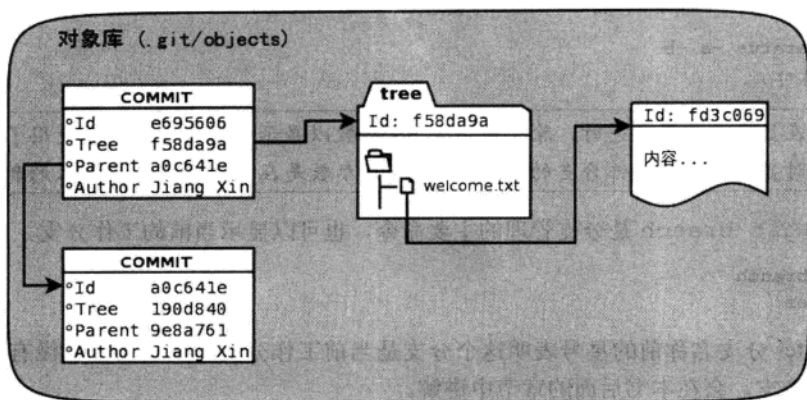 对象库 (.git/objects)
COMMIT
Id e695606
Tree f58da9a
Parent a0c641e
Author Jiang Xin
COMMIT
Id a0c641e
Tree 190d840
Parent 9e8a761
Author Jiang Xin
tree
Id: f58da9a
welcome.txt
Id: fd3c069
内容...